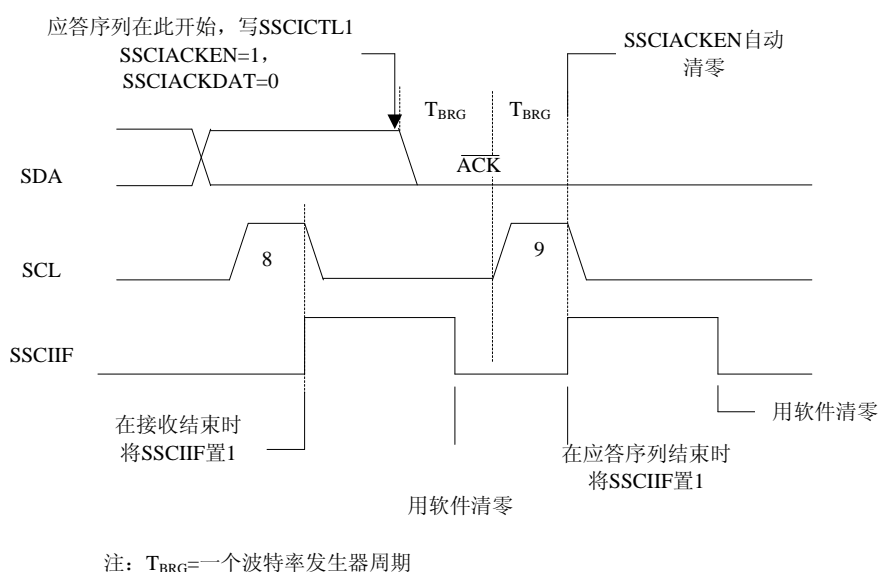 应答序列在此开始，写SSCICTL1
SSCIACKEN=1，
SSCIACKDAT=0
SSCIACKEN自动
清零
TBRG
TBRG
SDA
ACK
SCL
8
9
SSCIIF
在接收结束时
将SSCIIF置1
用软件清零
在应答序列结束时
将SSCIIF置1
用软件清零
注：TBRG=一个波特率发生器周期